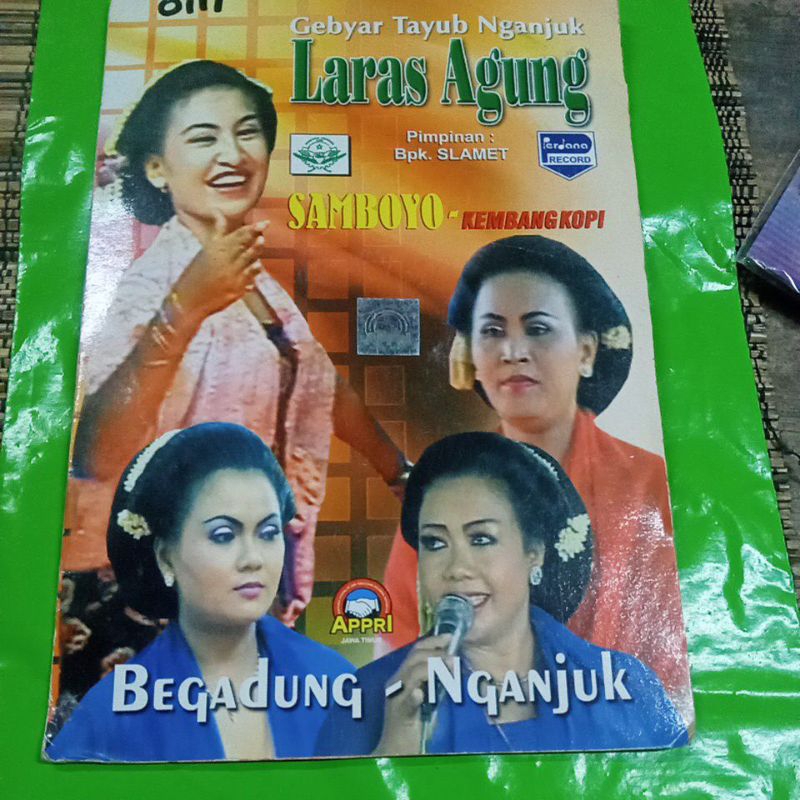 Gebyar Tayub Nganjuk
Laras Agung
Pimpinan :
Bpk. SLAMET
Perdana
RECORD
SAMBOYO - KEMBANG KOPI
APPRI
JAWA TIMUR
BEGADUNG - NGANJUK